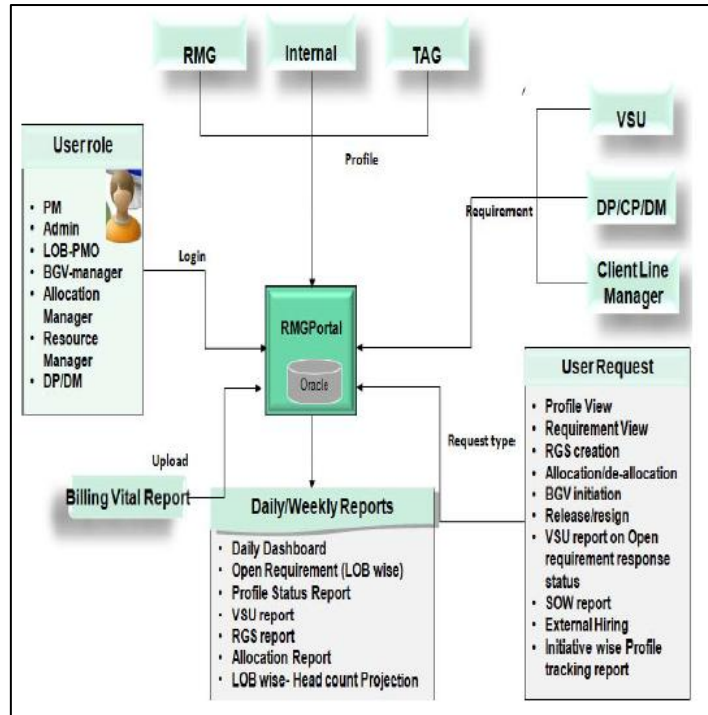 RMG
Internal
TAG
VSU
DP/CP/DM
Client Line
Manager
Profile
Requirement
User role
• PM
• Admin
• LOB-PMO
• BGV-manager
• Allocation
Manager
• Resource
Manager
• DP/DM
Login
RMGPortal
Oracle
Upload
Billing Vital Report
Request type
Daily/Weekly Reports
• Daily Dashboard
• Open Requirement (LOB wise)
• Profile Status Report
• VSU report
• RGS report
• Allocation Report
• LOB wise- Head count Projection
User Request
• Profile View
• Requirement View
• RGS creation
• Allocation/de-allocation
• BGV initiation
• Release/resign
• VSU report on Open
requirement response
status
• SOW report
• External Hiring
• Initiative wise Profile
tracking report